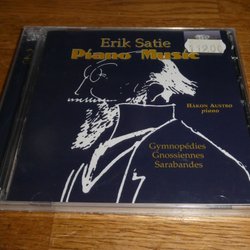 Erik Satie
Piano Music
HÅKON AUSTBØ
piano
Gymnopédies
Gnossiennes
Sarabandes